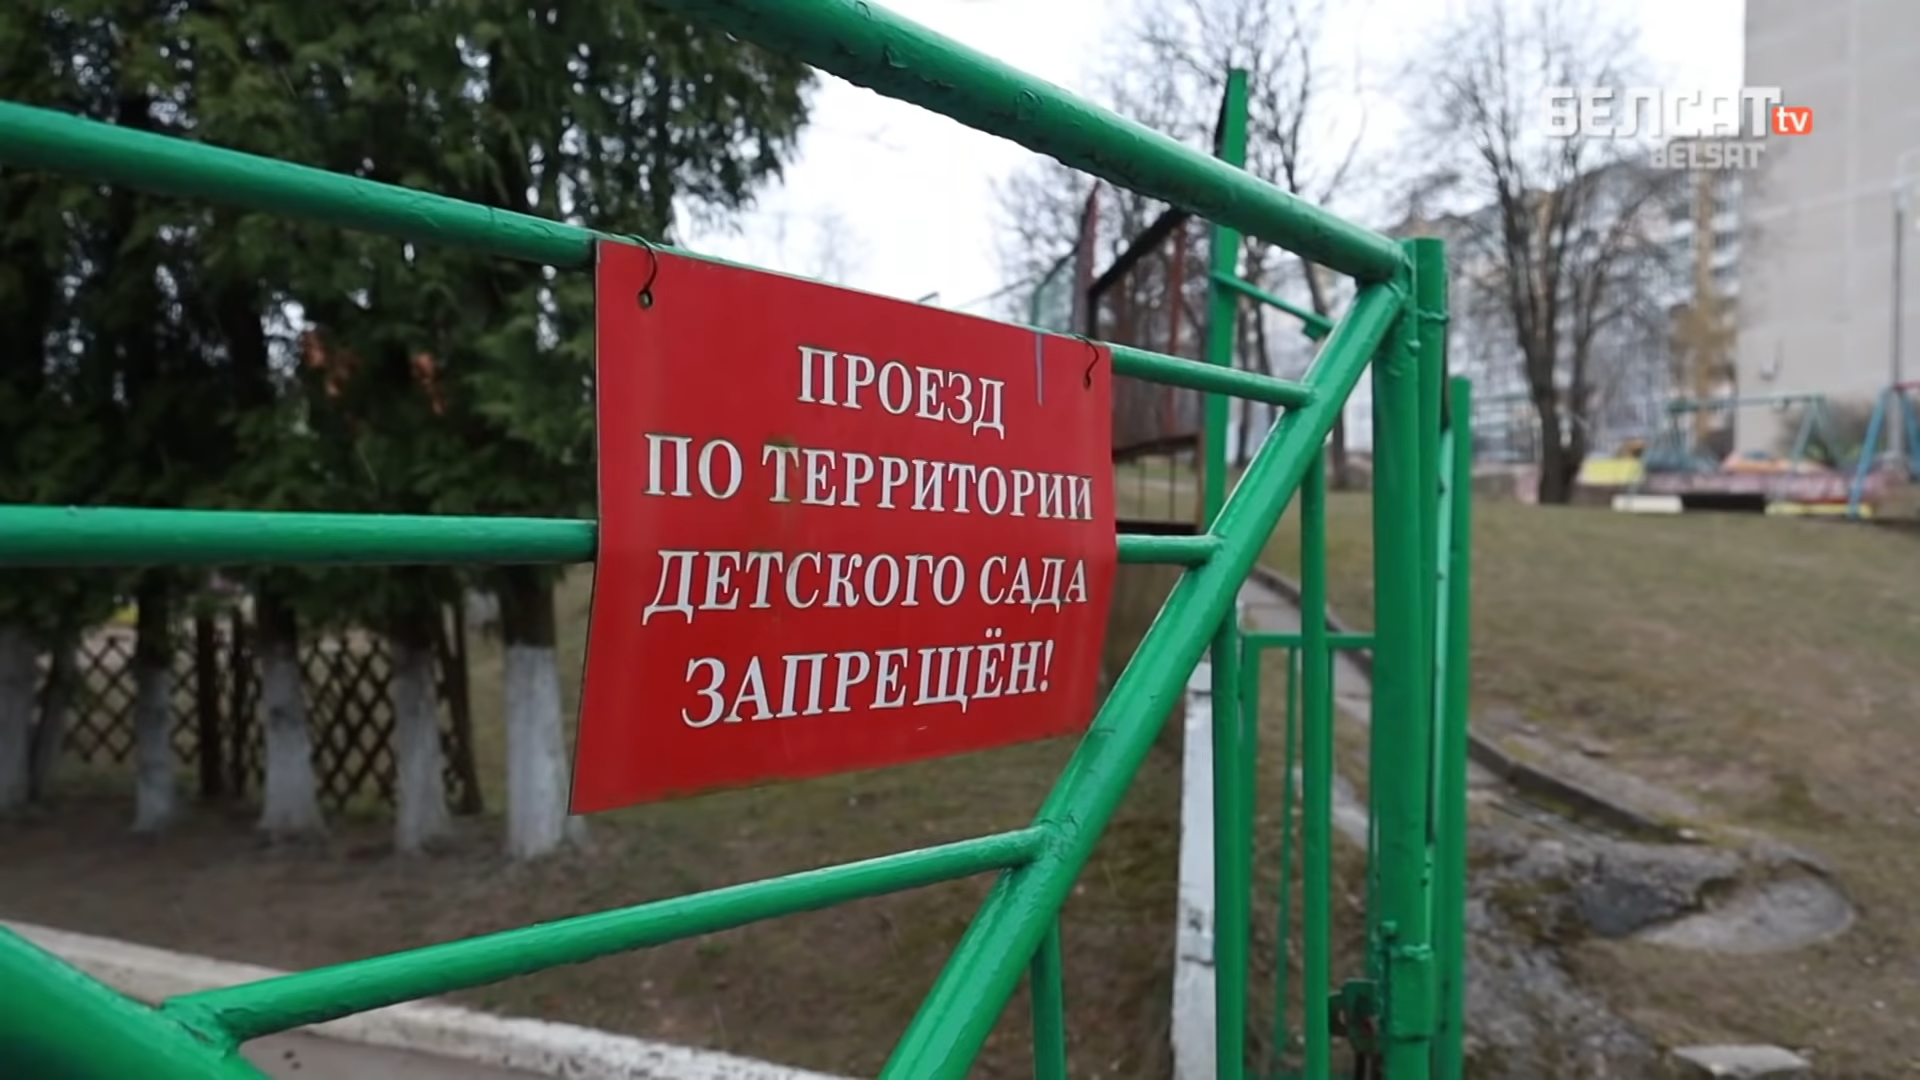 БЕЛСАТ tv
BELSAT
ПРОЕЗД
ПО ТЕРРИТОРИИ
ДЕТСКОГО САДА
ЗАПРЕЩЁН!